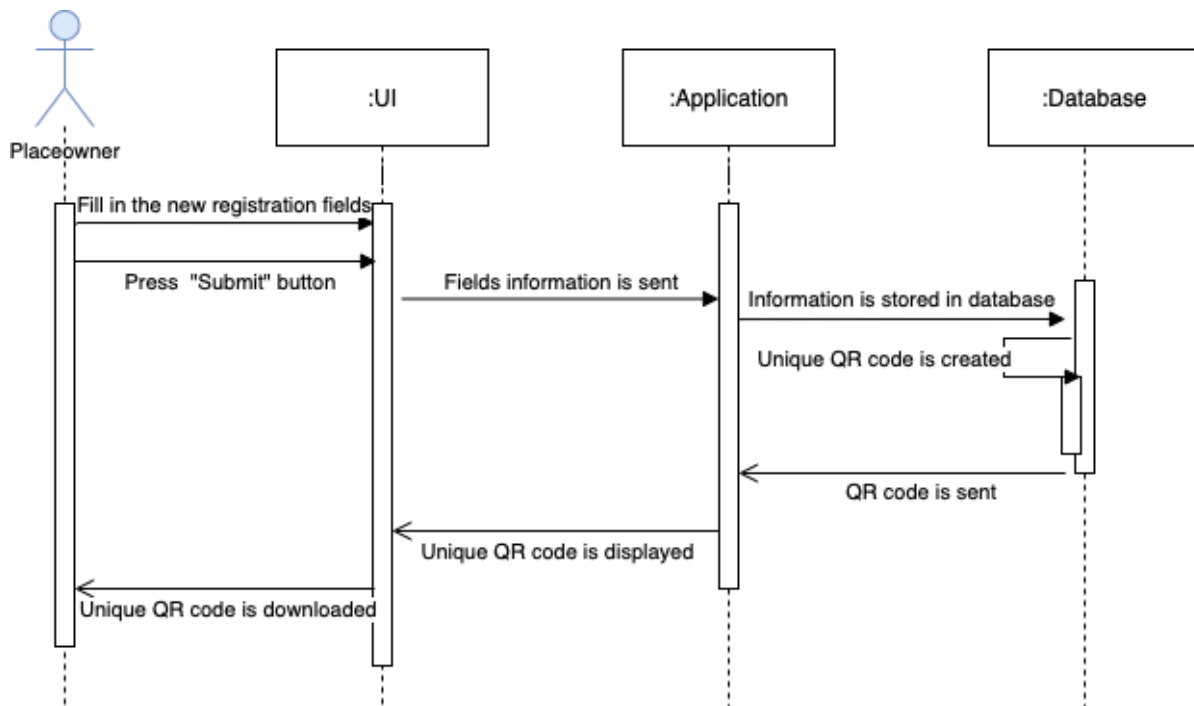 :UI
:Application
:Database
Placeowner
Fill in the new registration fields
Press "Submit" button
Fields information is sent
Information is stored in database
Unique QR code is created
QR code is sent
Unique QR code is displayed
Unique QR code is downloaded